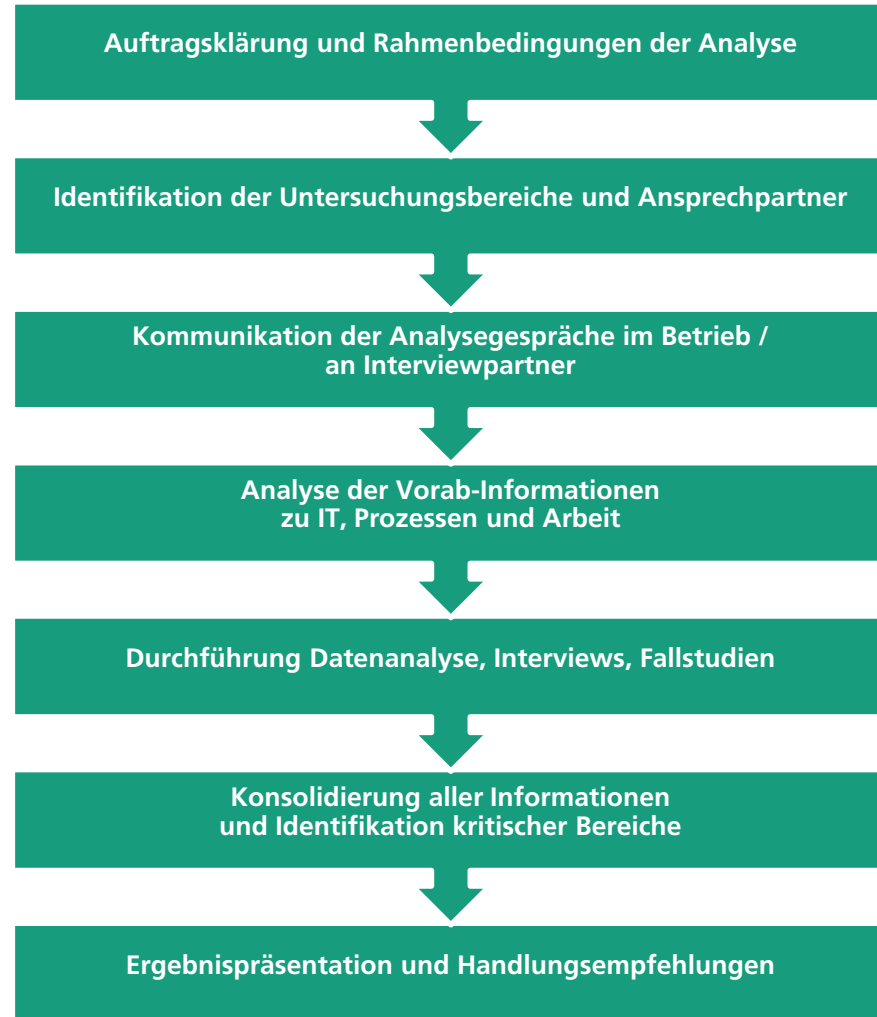 Auftragsklärung und Rahmenbedingungen der Analyse
Identifikation der Untersuchungsbereiche und Ansprechpartner
Kommunikation der Analysegespräche im Betrieb /
an Interviewpartner
Analyse der Vorab-Informationen
zu IT, Prozessen und Arbeit
Durchführung Datenanalyse, Interviews, Fallstudien
Konsolidierung aller Informationen
und Identifikation kritischer Bereiche
Ergebnispräsentation und Handlungsempfehlungen